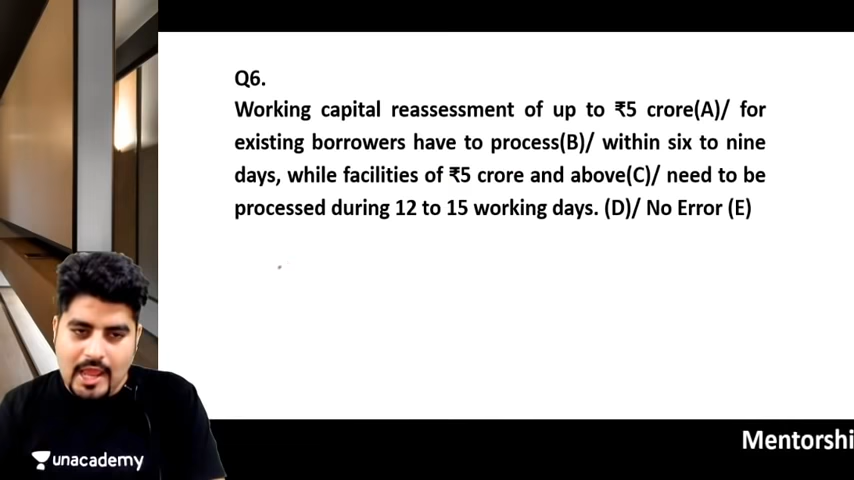 Q6.
Working capital reassessment of up to ₹5 crore(A)/ for
existing borrowers have to process(B)/ within six to nine
days, while facilities of ₹5 crore and above(C)/ need to be
processed during 12 to 15 working days. (D)/ No Error (E)
unacademy
Mentorshi